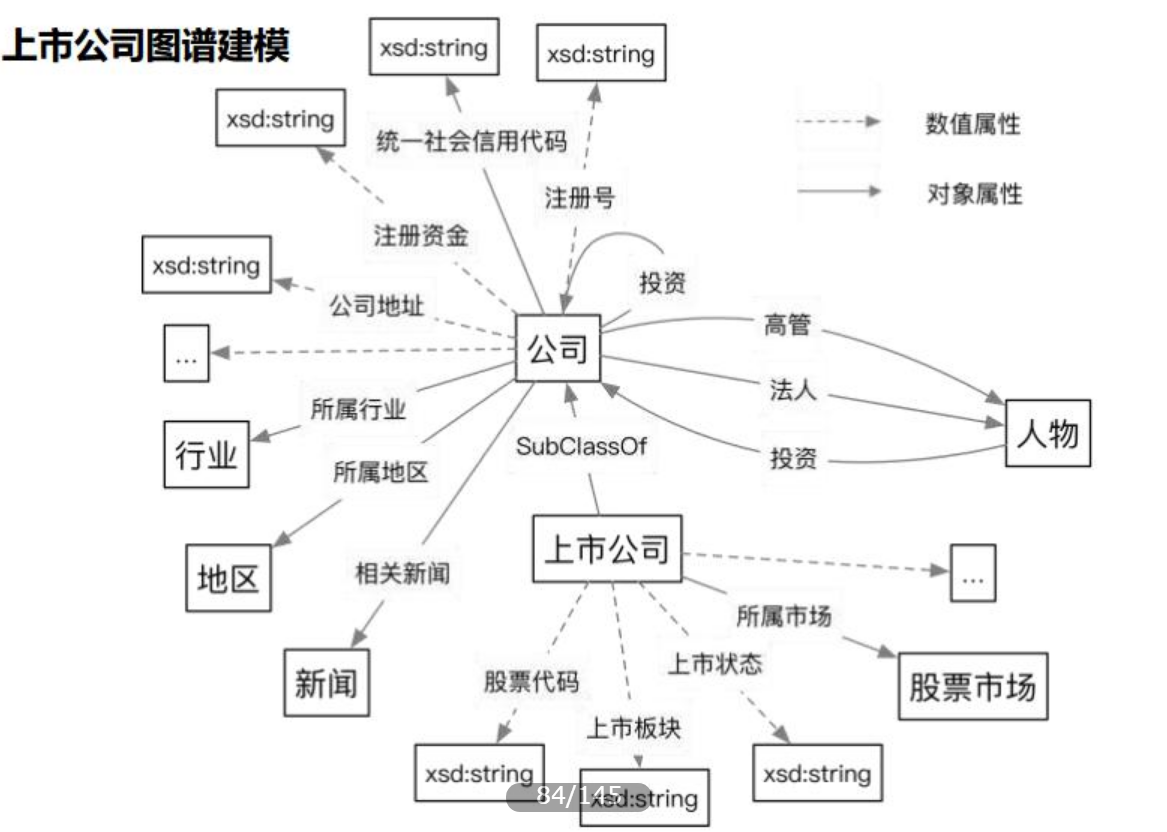 上市公司图谱建模
xsd:string
xsd:string
xsd:string
统一社会信用代码
数值属性
注册号
对象属性
注册资金
xsd:string
投资
公司地址
高管
公司
...
法人
所属行业
人物
SubClassOf
行业
投资
所属地区
上市公司
相关新闻
地区
...
所属市场
上市状态
股票代码
新闻
股票市场
上市板块
xsd:string
xsd:string
xsd:string
84/145